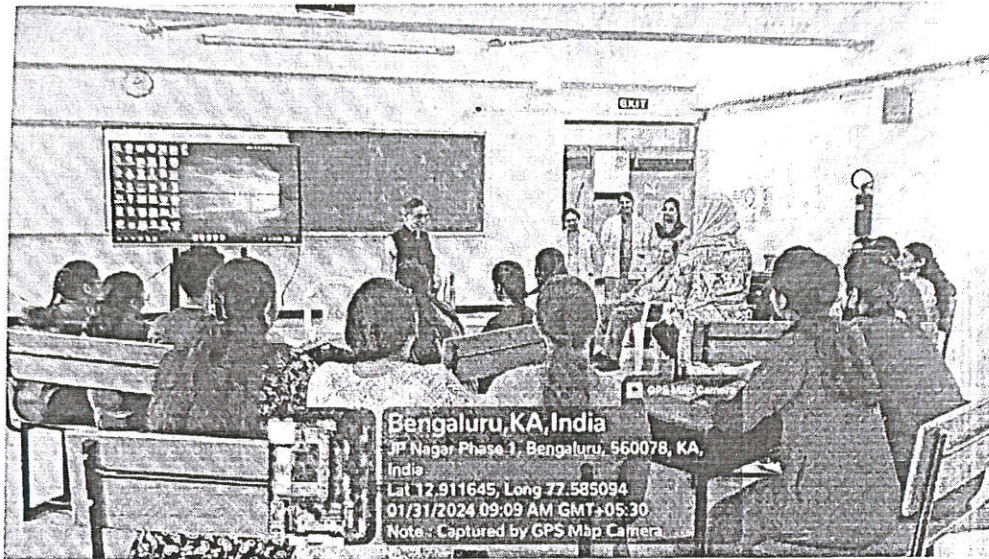 EXIT
GPS Map Camera
Bengaluru,KA,India
JP Nagar Phase 1, Bengaluru, 560078, KA,
India
Lat 12.911645, Long 77.585094
01/31/2024 09:09 AM GMT+05:30
Note : Captured by GPS Map Camera